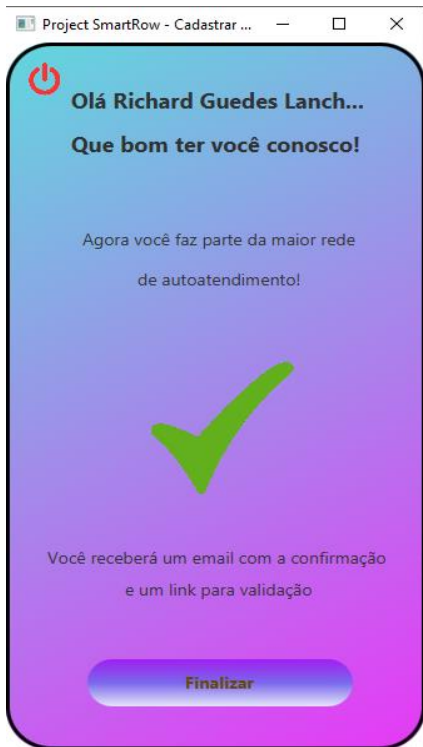 Project SmartRow - Cadastrar ...
Olá Richard Guedes Lanch...
Que bom ter você conosco!
Agora você faz parte da maior rede
de autoatendimento!
Você receberá um email com a confirmação
e um link para validação
Finalizar